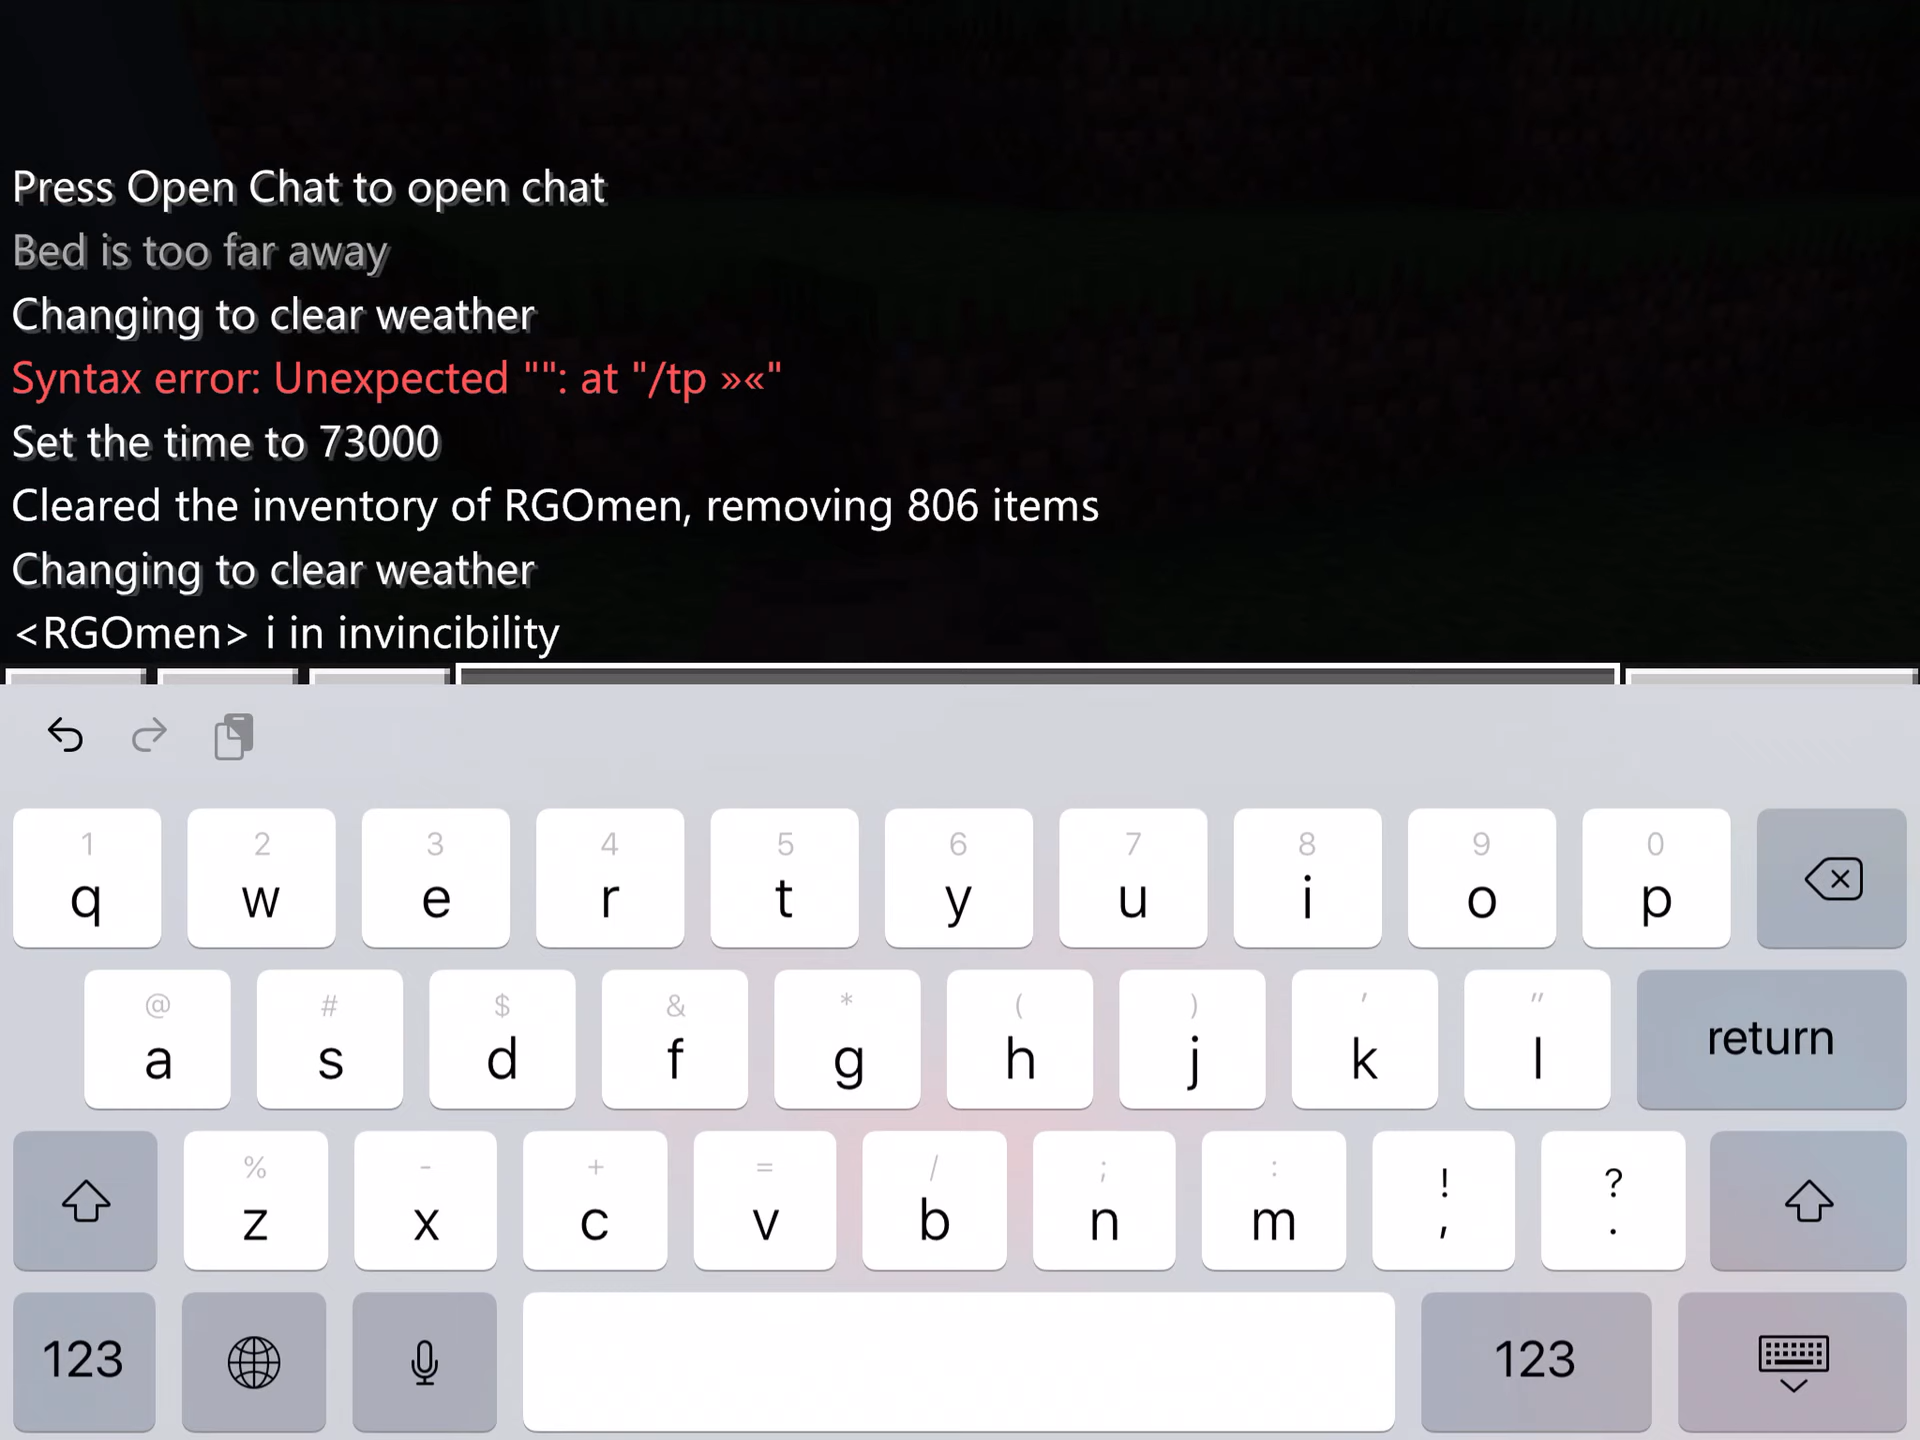 Press Open Chat to open chat
Bed is too far away
Changing to clear weather
Syntax error: Unexpected "": at "/tp »«"
Set the time to 73000
Cleared the inventory of RGOmen, removing 806 items
Changing to clear weather
<RGOmen> i in invincibility
1 2 3 4 5 6 7 8 9 0
q w e r t y u i o p
@ # $ & * ( ) ' "
a s d f g h j k l return
% - + = / ; : ! ?
z x c v b n m , .
123 123